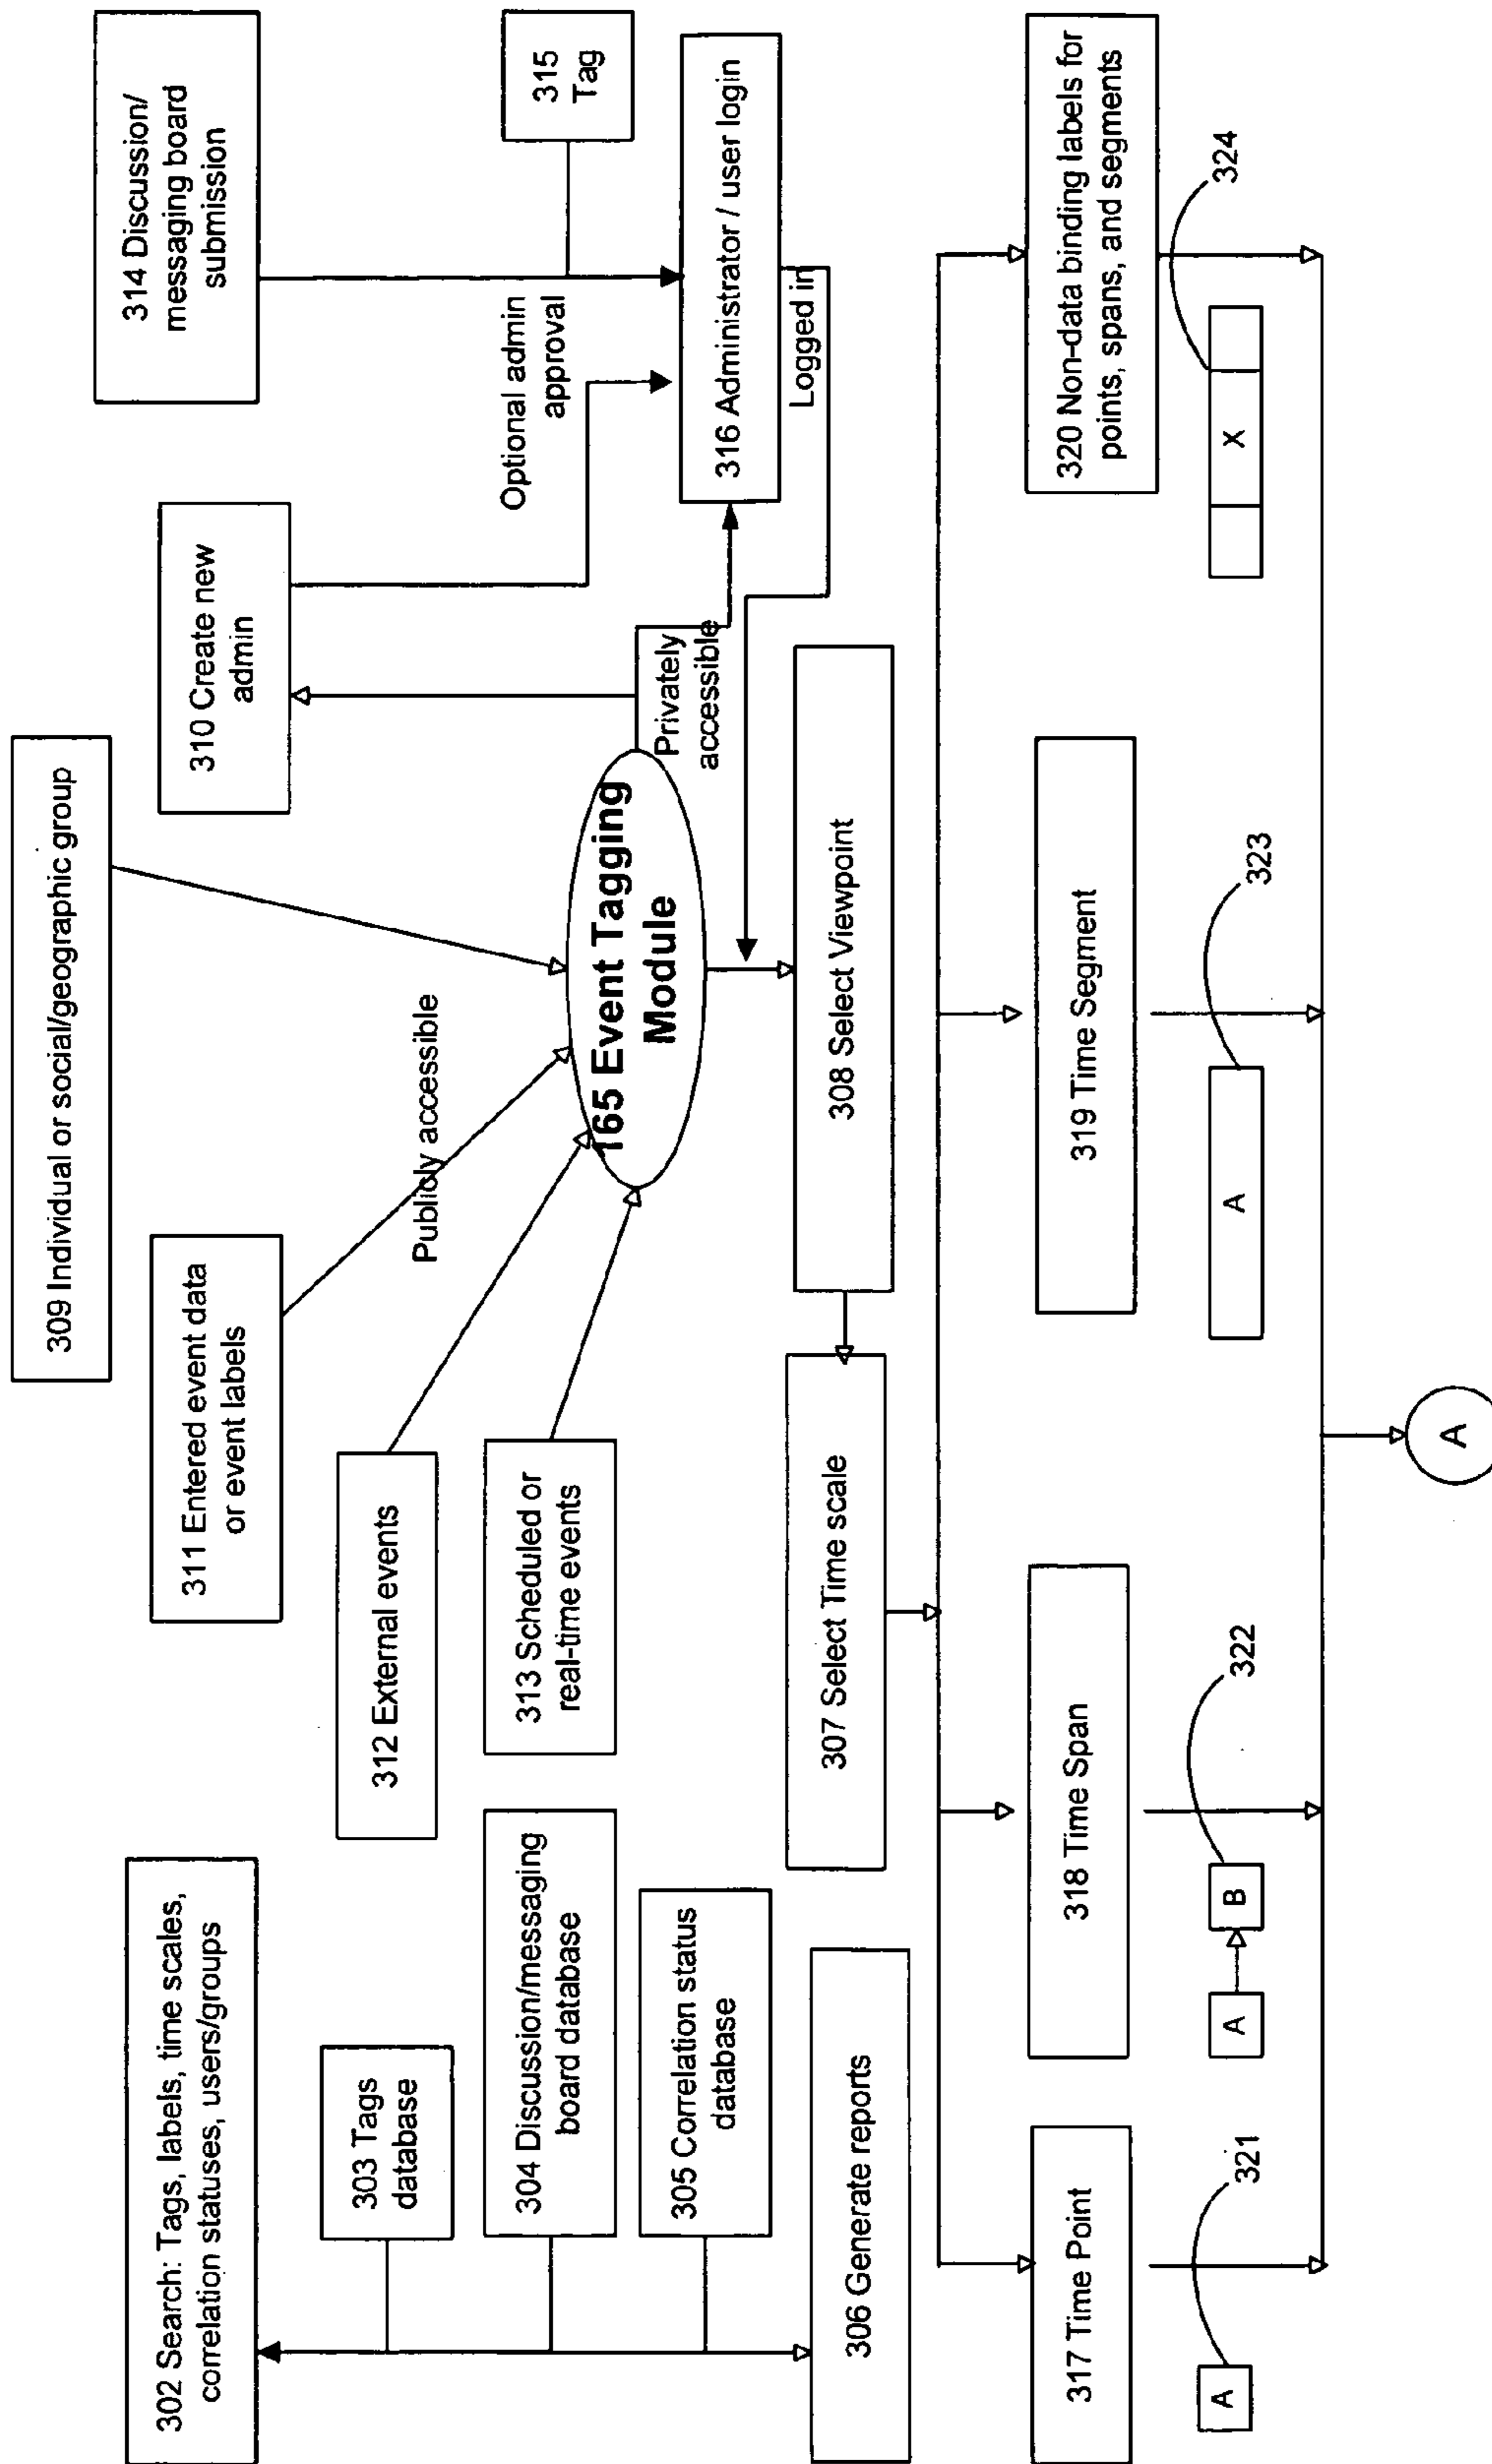 302 Search: Tags, labels, time scales,
correlation statuses, users/groups
303 Tags
database
304 Discussion/messaging
board database
305 Correlation status
database
306 Generate reports
309 Individual or social/geographic group
311 Entered event data
or event labels
312 External events
313 Scheduled or
real-time events
Publicly accessible
165 Event Tagging
Module
310 Create new
admin
Privately
accessible
Optional admin
approval
314 Discussion/
messaging board
submission
315
Tag
316 Administrator / user login
Logged in
308 Select Viewpoint
307 Select Time scale
317 Time Point
318 Time Span
319 Time Segment
320 Non-data binding labels for
points, spans, and segments
A
321
A
B
322
A
323
X
324
A